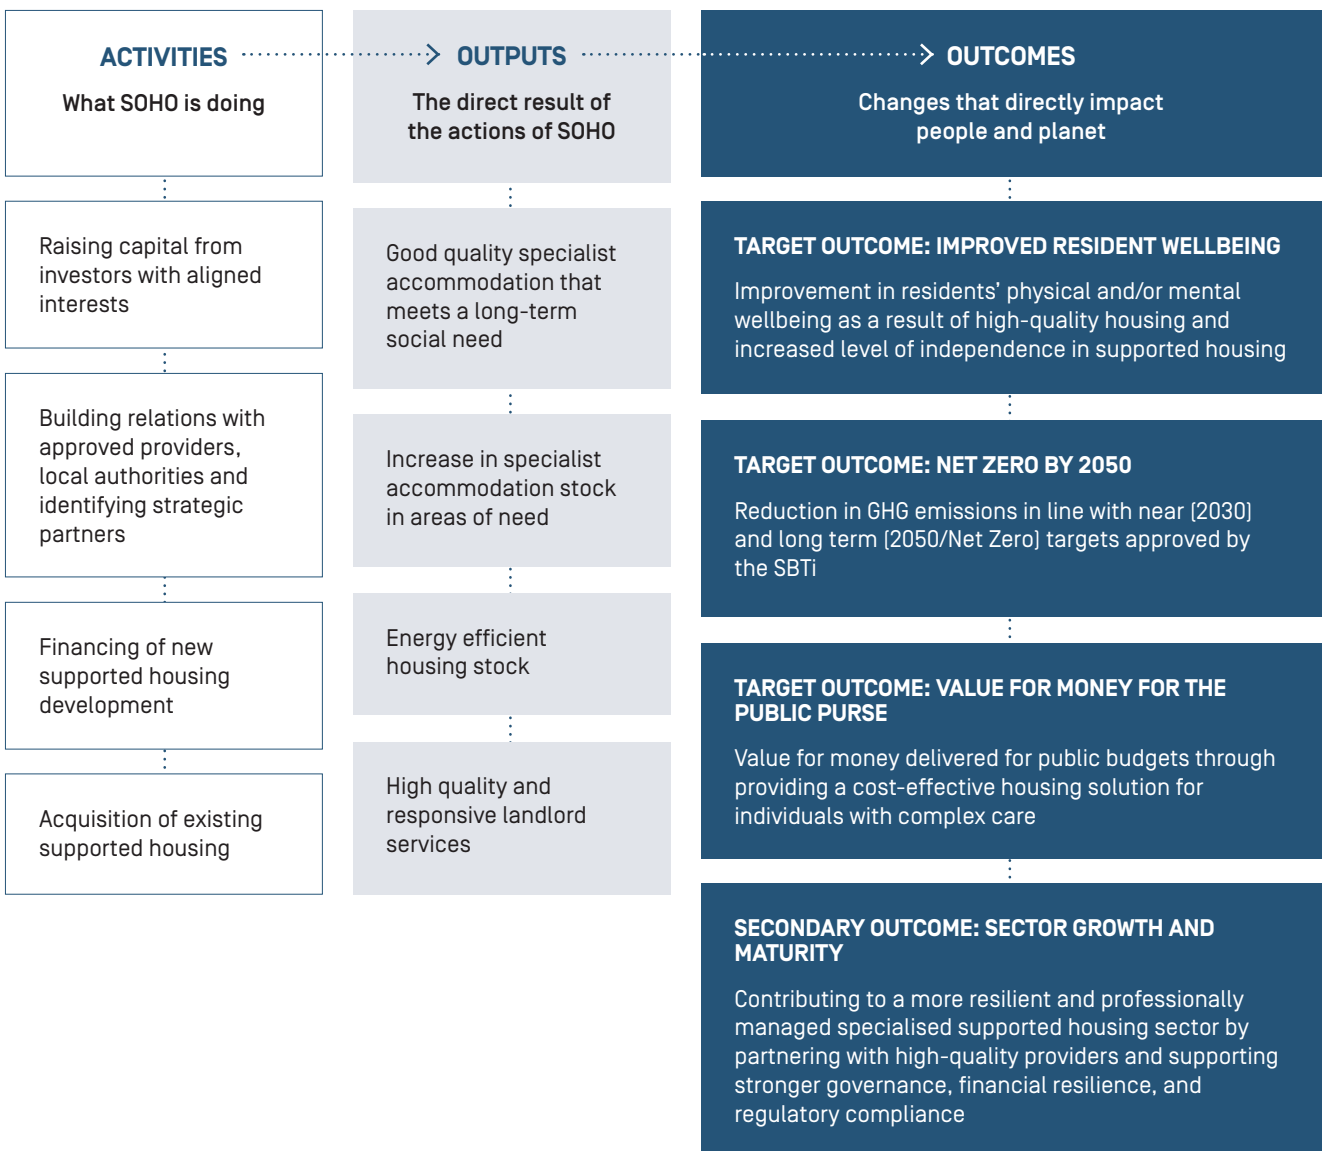 ACTIVITIES
What SOHO is doing
Raising capital from
investors with aligned
interests
Building relations with
approved providers,
local authorities and
identifying strategic
partners
Financing of new
supported housing
development
Acquisition of existing
supported housing
OUTPUTS
The direct result of
the actions of SOHO
Good quality specialist
accommodation that
meets a long-term
social need
Increase in specialist
accommodation stock
in areas of need
Energy efficient
housing stock
High quality and
responsive landlord
services
OUTCOMES
Changes that directly impact
people and planet
TARGET OUTCOME: IMPROVED RESIDENT WELLBEING
Improvement in residents' physical and/or mental
wellbeing as a result of high-quality housing and
increased level of independence in supported housing
TARGET OUTCOME: NET ZERO BY 2050
Reduction in GHG emissions in line with near (2030)
and long term (2050/Net Zero) targets approved by
the SBTi
TARGET OUTCOME: VALUE FOR MONEY FOR THE
PUBLIC PURSE
Value for money delivered for public budgets through
providing a cost-effective housing solution for
individuals with complex care
SECONDARY OUTCOME: SECTOR GROWTH AND
MATURITY
Contributing to a more resilient and professionally
managed specialised supported housing sector by
partnering with high-quality providers and supporting
stronger governance, financial resilience, and
regulatory compliance